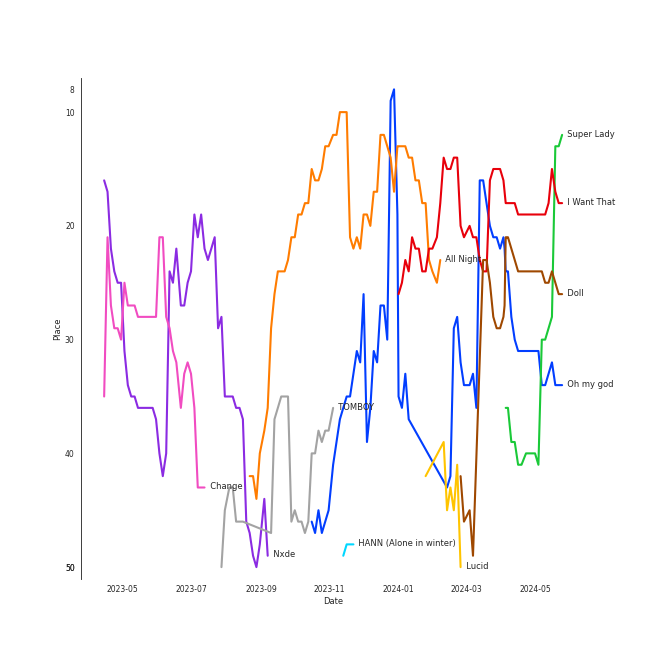 8
10
20
30
40
50
50
Place
Super Lady
I Want That
All Night
Doll
Oh my god
TOMBOY
Change
HANN (Alone in winter)
Nxde
Lucid
2023-05 2023-07 2023-09 2023-11 2024-01 2024-03 2024-05
Date